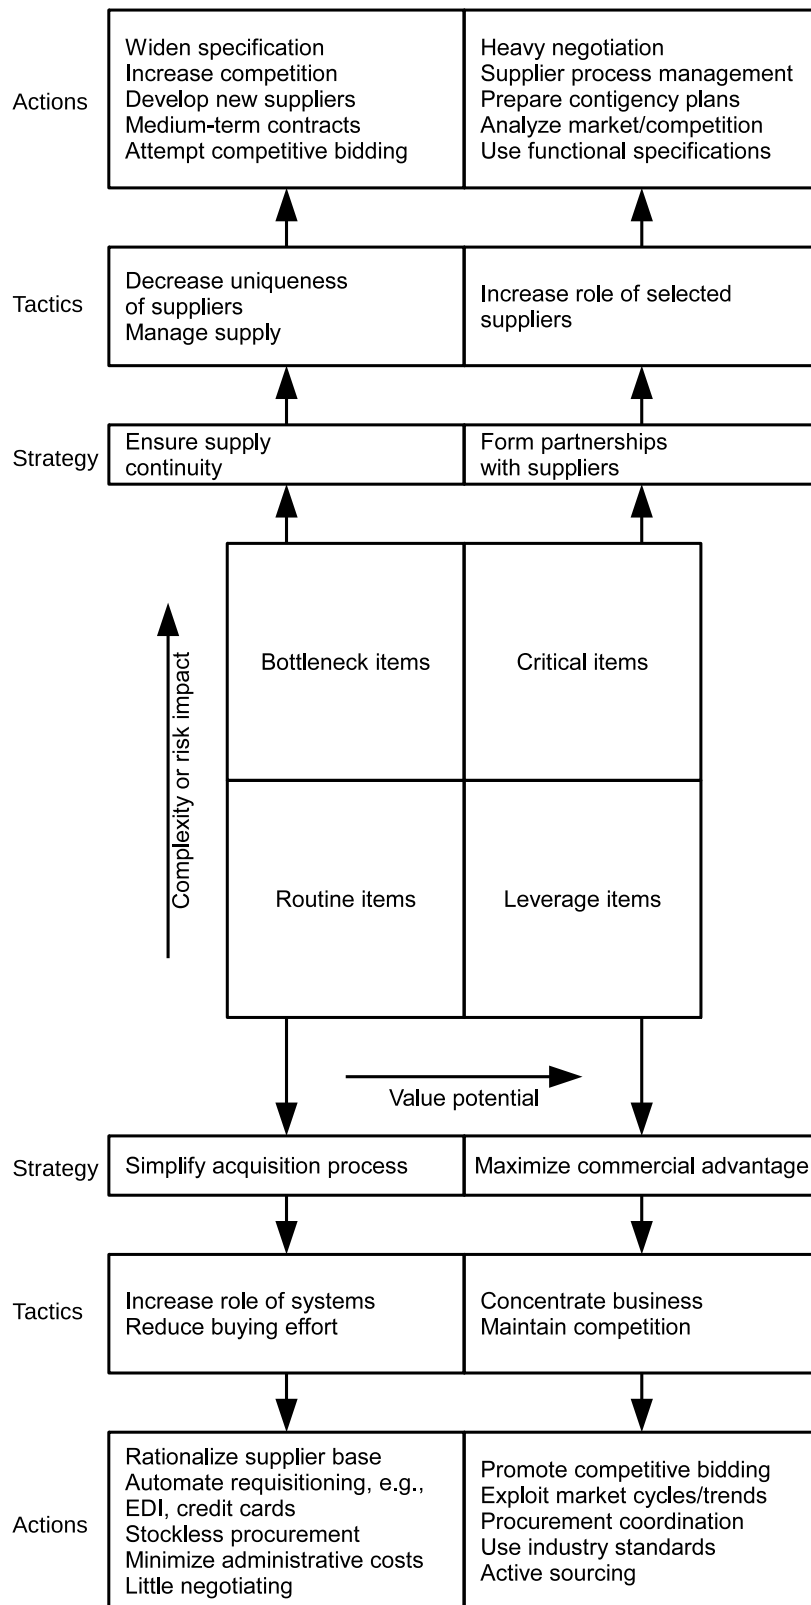 Actions
Widen specification
Increase competition
Develop new suppliers
Medium-term contracts
Attempt competitive bidding
Heavy negotiation
Supplier process management
Prepare contigency plans
Analyze market/competition
Use functional specifications
Tactics
Decrease uniqueness
of suppliers
Manage supply
Increase role of selected
suppliers
Strategy
Ensure supply
continuity
Form partnerships
with suppliers
Complexity or risk impact
Bottleneck items
Critical items
Routine items
Leverage items
Value potential
Strategy
Simplify acquisition process
Maximize commercial advantage
Tactics
Increase role of systems
Reduce buying effort
Concentrate business
Maintain competition
Actions
Rationalize supplier base
Automate requisitioning, e.g.,
EDI, credit cards
Stockless procurement
Minimize administrative costs
Little negotiating
Promote competitive bidding
Exploit market cycles/trends
Procurement coordination
Use industry standards
Active sourcing